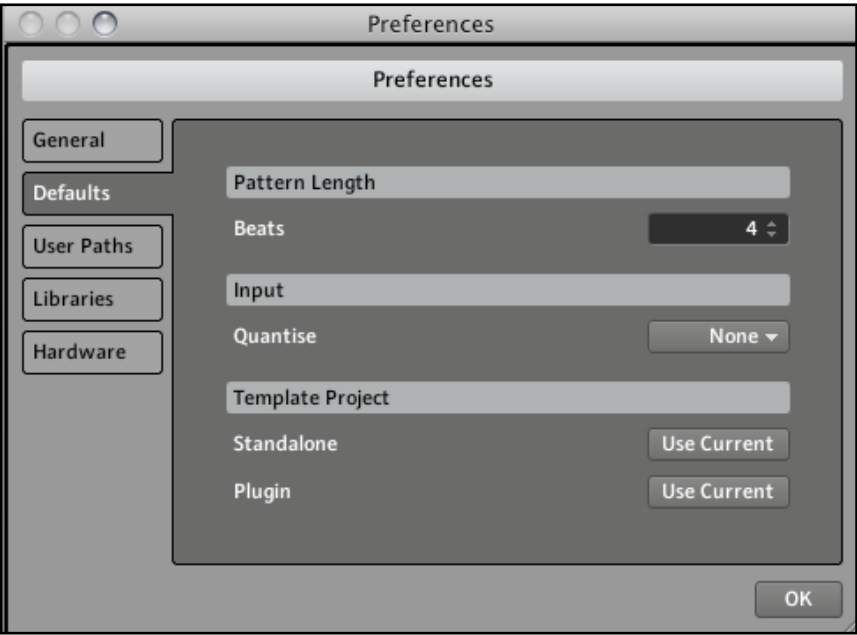 Preferences
Preferences
General
Defaults
User Paths
Libraries
Hardware
Pattern Length
Beats 4
Input
Quantise None
Template Project
Standalone Use Current
Plugin Use Current
OK